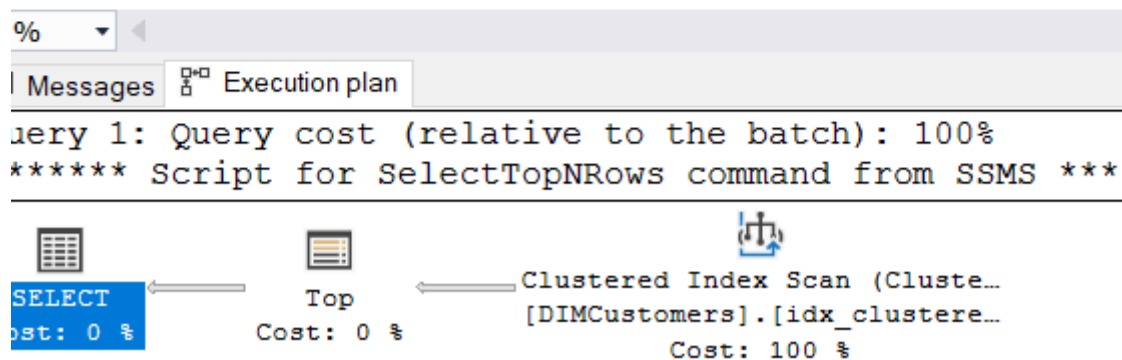 %
Messages Execution plan
uery 1: Query cost (relative to the batch): 100%
****** Script for SelectTopNRows command from SSMS ***
SELECT
ost: 0 %
Top
Cost: 0 %
Clustered Index Scan (Cluste…
[DIMCustomers].[idx_clustere…
Cost: 100 %